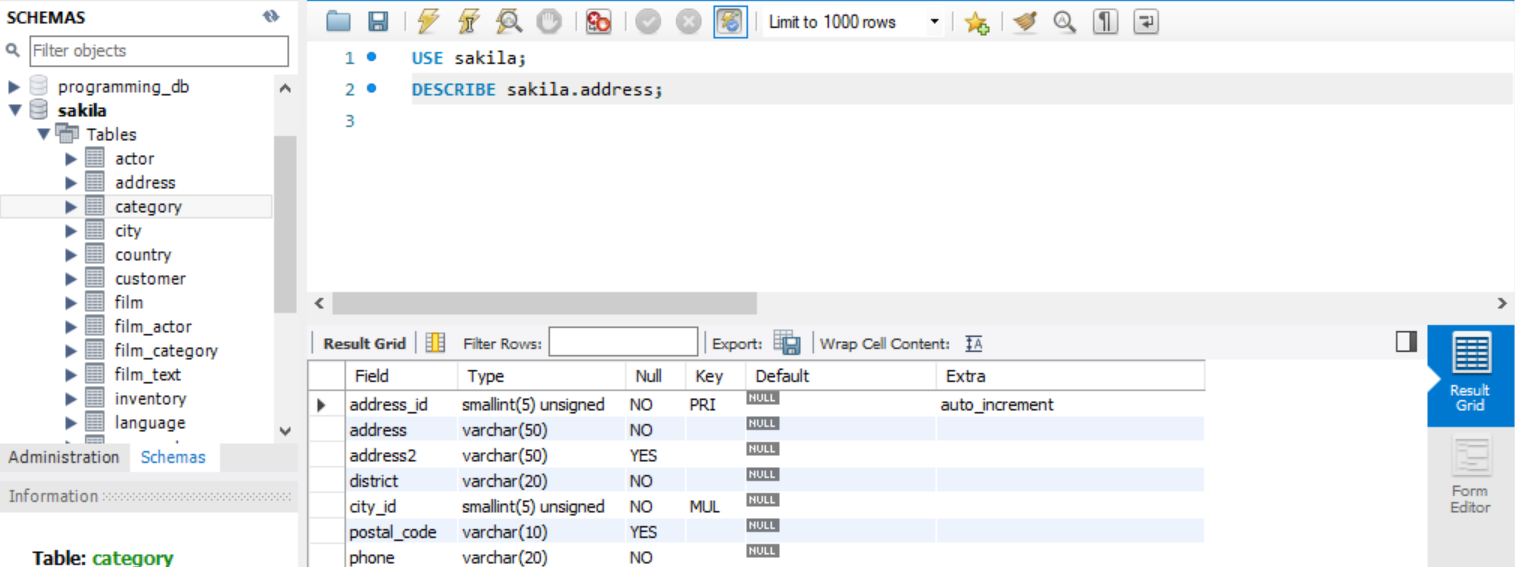 SCHEMAS
Filter objects
programming_db
sakila
Tables
actor
address
category
city
country
customer
film
film_actor
film_category
film_text
inventory
language
Administration Schemas
Information
Table: category
Limit to 1000 rows
1 USE sakila;
2 DESCRIBE sakila.address;
3
Result Grid Filter Rows: Export: Wrap Cell Content:
Field Type Null Key Default Extra
address_id smallint(5) unsigned NO PRI NULL auto_increment
address varchar(50) NO NULL
address2 varchar(50) YES NULL
district varchar(20) NO NULL
city_id smallint(5) unsigned NO MUL NULL
postal_code varchar(10) YES NULL
phone varchar(20) NO NULL
Result
Grid
Form
Editor